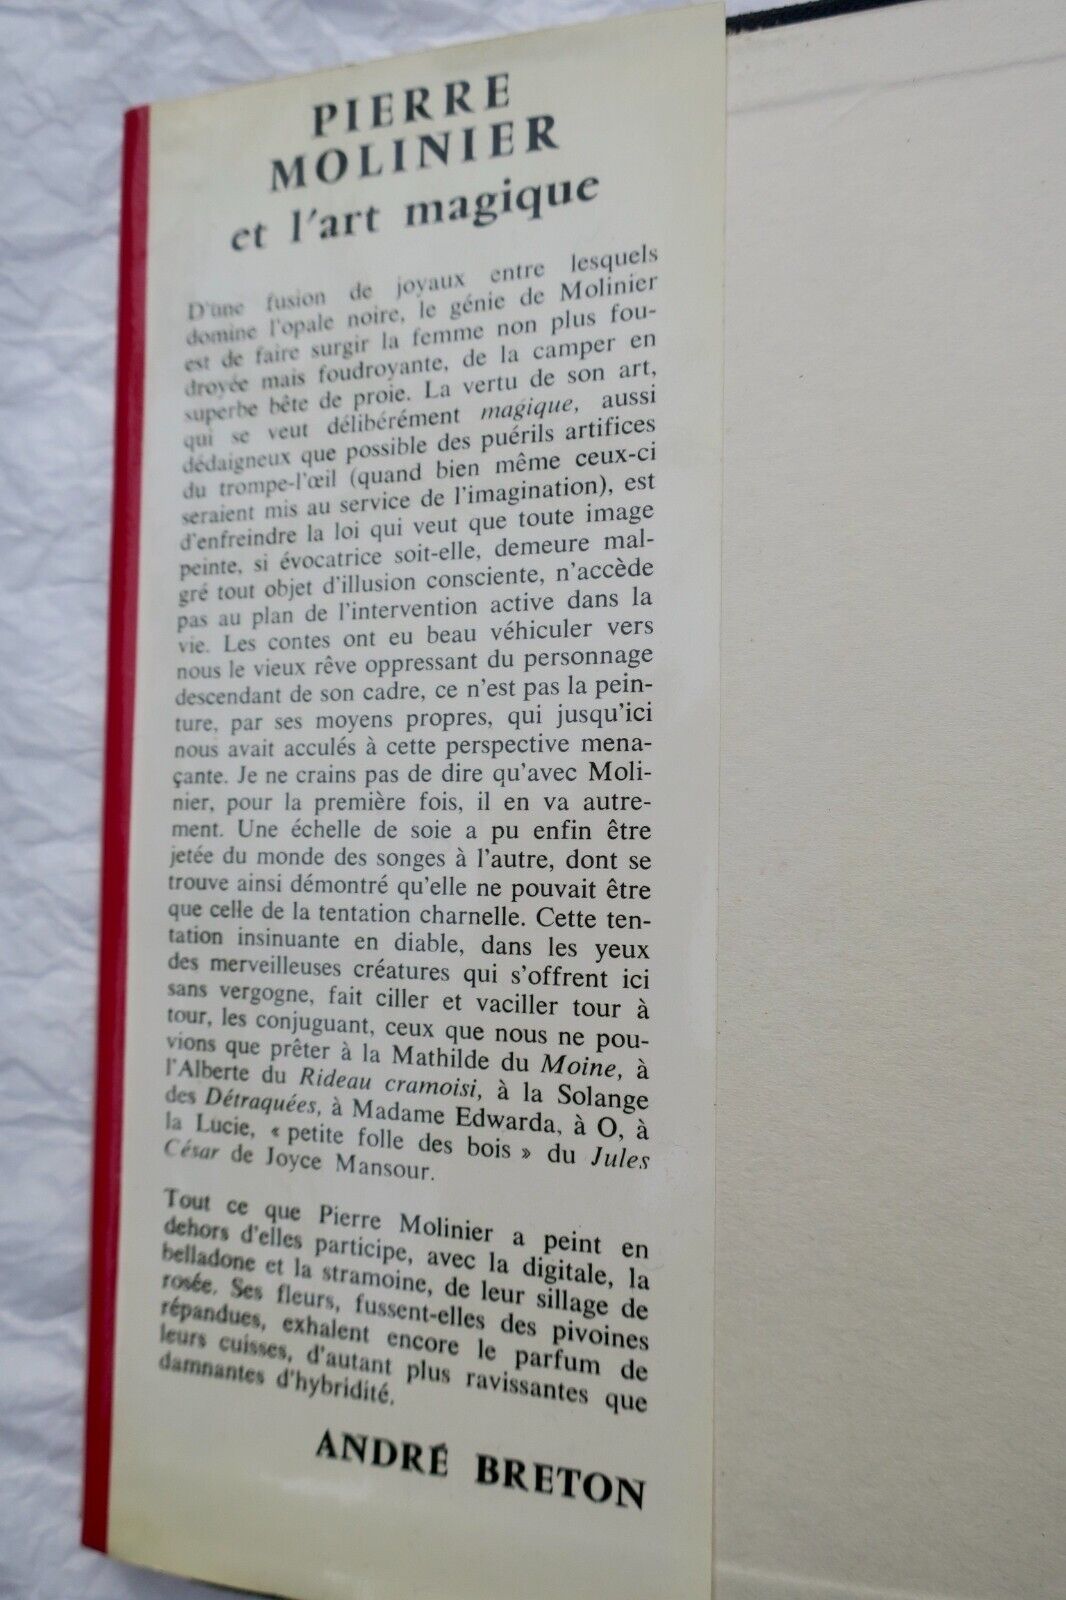 PIERRE
MOLINIER
et l'art magique
D'une fusion de joyaux entre lesquels
domine l'opale noire, le génie de Molinier
est de faire surgir la femme non plus fou-
droyée mais foudroyante, de la camper en
superbe bête de proie. La vertu de son art,
qui se veut délibérément magique, aussi
dédaigneux que possible des puérils artifices
du trompe-l'œil (quand bien même ceux-ci
seraient mis au service de l'imagination), est
d'enfreindre la loi qui veut que toute image
peinte, si évocatrice soit-elle, demeure mal-
gré tout objet d'illusion consciente, n'accède
pas au plan de l'intervention active dans la
vie. Les contes ont eu beau véhiculer vers
nous le vieux rêve oppressant du personnage
descendant de son cadre, ce n'est pas la pein-
ture, par ses moyens propres, qui jusqu'ici
nous avait acculés à cette perspective mena-
çante. Je ne crains pas de dire qu'avec Moli-
nier, pour la première fois, il en va autre-
ment. Une échelle de soie a pu enfin être
jetée du monde des songes à l'autre, dont se
trouve ainsi démontré qu'elle ne pouvait être
que celle de la tentation charnelle. Cette ten-
tation insinuante en diable, dans les yeux
des merveilleuses créatures qui s'offrent ici
sans vergogne, fait ciller et vaciller tour à
tour, les conjuguant, ceux que nous ne pou-
vions que prêter à la Mathilde du Moine, à
l'Alberte du Rideau cramoisi, à la Solange
des Détraquées, à Madame Edwarda, à O, à
la Lucie, « petite folle des bois » du Jules
César de Joyce Mansour.
Tout ce que Pierre Molinier a peint en
dehors d'elles participe, avec la digitale, la
belladone et la stramoine, de leur sillage de
rosée. Ses fleurs, fussent-elles des pivoines
répandues, exhalent encore le parfum de
leurs cuisses, d'autant plus ravissantes que
damnantes d'hybridité.
ANDRÉ BRETON